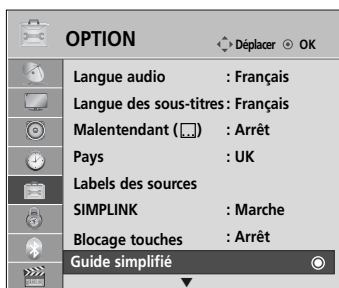 OPTION Déplacer OK
Langue audio : Français
Langue des sous-titres : Français
Malentendant ( ) : Arrêt
Pays : UK
Labels des sources
SIMPLINK : Marche
Blocage touches : Arrêt
Guide simplifié